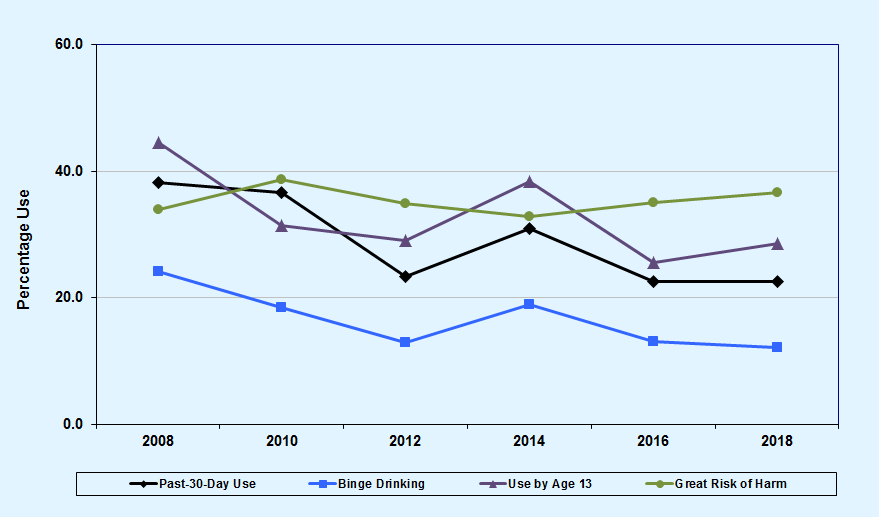 60.0
40.0
20.0
0.0
Percentage Use
2008 2010 2012 2014 2016 2018
Past-30-Day Use Binge Drinking Use by Age 13 Great Risk of Harm